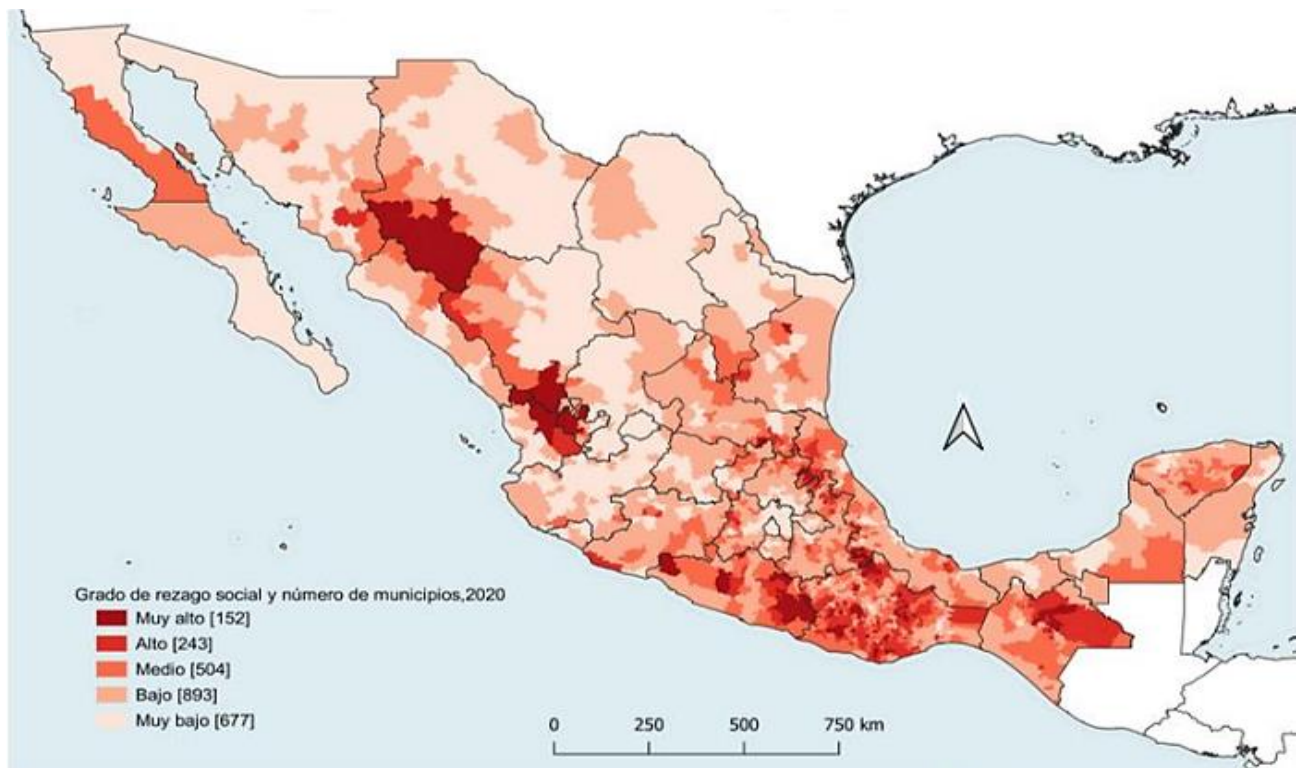 Grado de rezago social y número de municipios,2020
Muy alto [152]
Alto [243]
Medio [504]
Bajo [893]
Muy bajo [677]
0 250 500 750 km